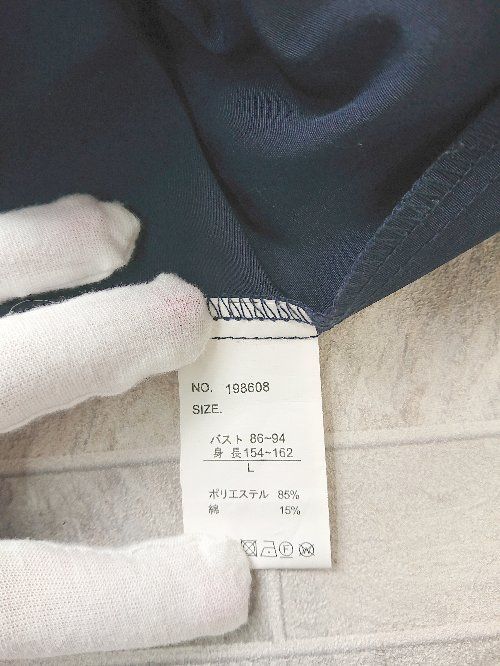 NO. 198608
SIZE.
バスト 86~94
身 長154~162
L
ポリエステル 85%
綿 15%
F W